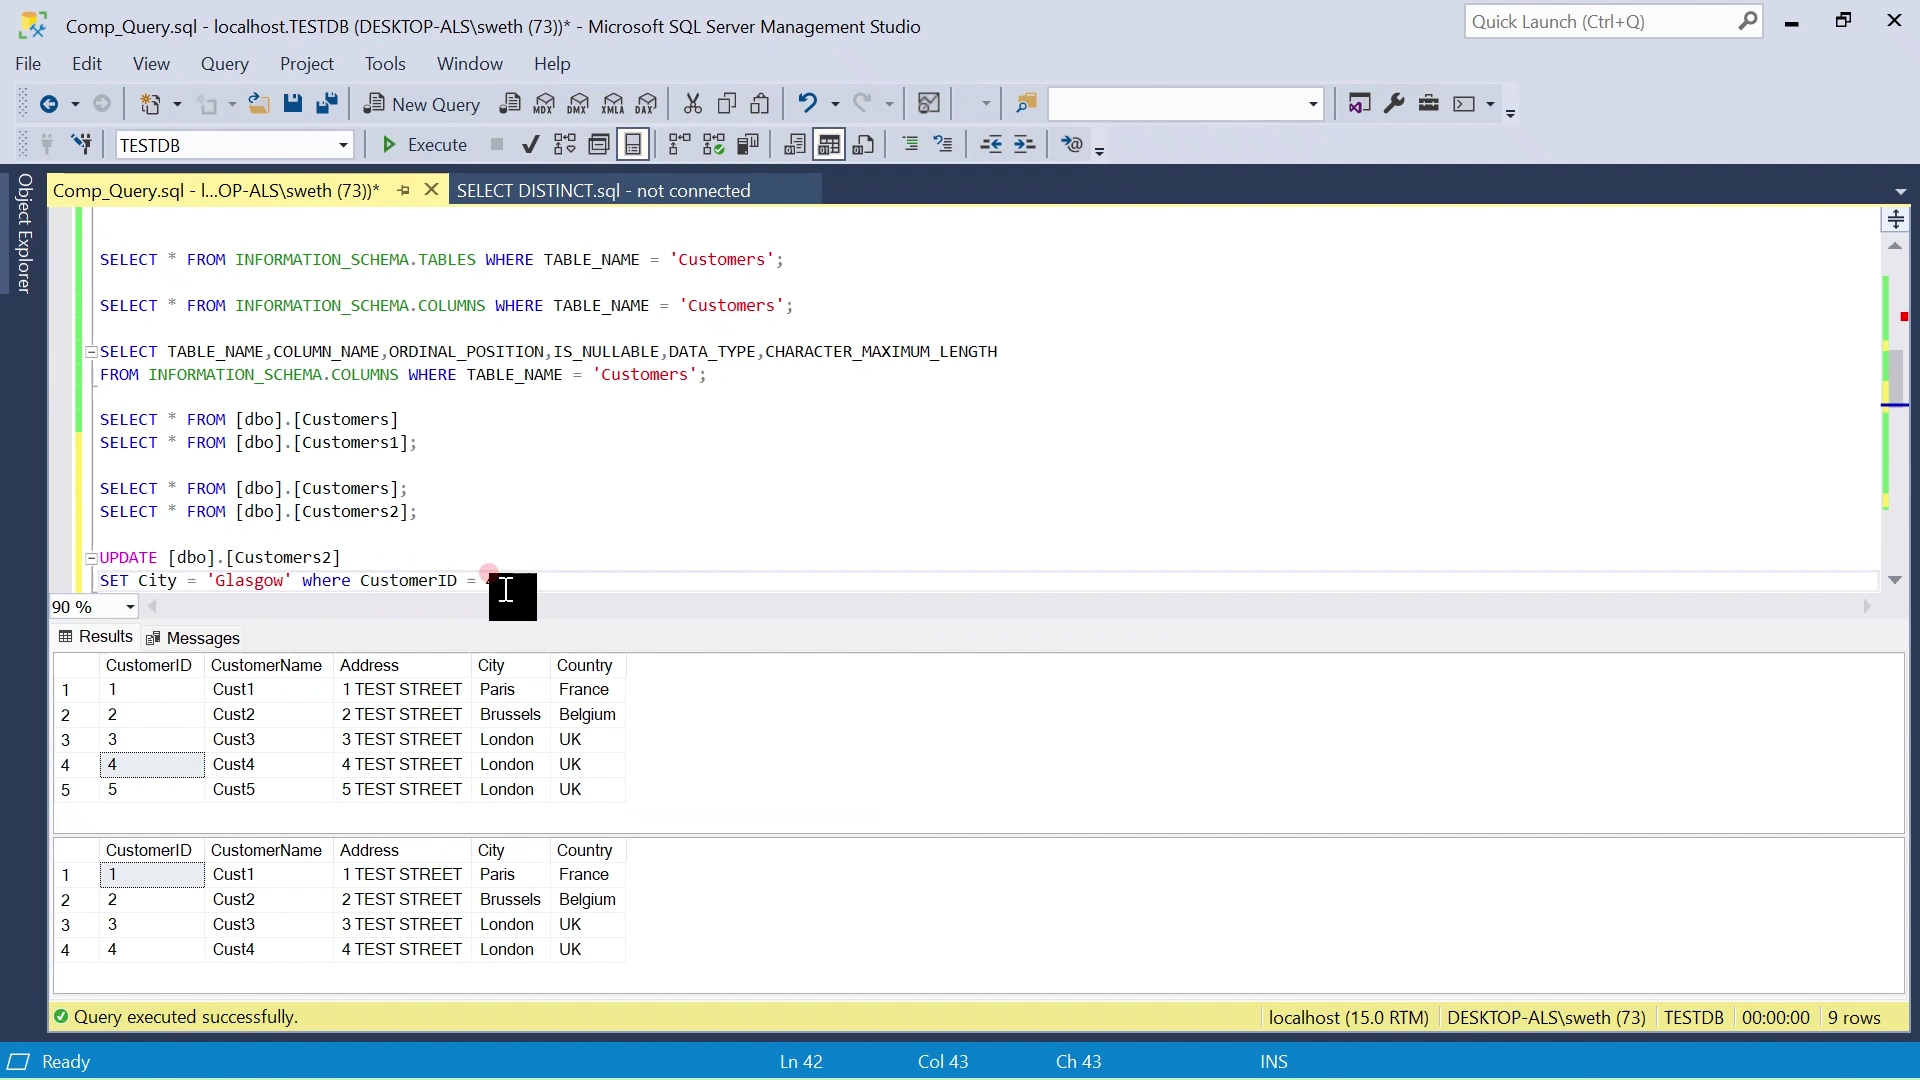 Comp_Query.sql - localhost.TESTDB (DESKTOP-ALS\sweth (73))* - Microsoft SQL Server Management Studio
Quick Launch (Ctrl+Q)
File Edit View Query Project Tools Window Help
New Query MDX DMX XMLA DAX
TESTDB Execute
Object Explorer
Comp_Query.sql - l...OP-ALS\sweth (73))* SELECT DISTINCT.sql - not connected
SELECT * FROM INFORMATION_SCHEMA.TABLES WHERE TABLE_NAME = 'Customers';
SELECT * FROM INFORMATION_SCHEMA.COLUMNS WHERE TABLE_NAME = 'Customers';
SELECT TABLE_NAME,COLUMN_NAME,ORDINAL_POSITION,IS_NULLABLE,DATA_TYPE,CHARACTER_MAXIMUM_LENGTH
FROM INFORMATION_SCHEMA.COLUMNS WHERE TABLE_NAME = 'Customers';
SELECT * FROM [dbo].[Customers]
SELECT * FROM [dbo].[Customers1];
SELECT * FROM [dbo].[Customers];
SELECT * FROM [dbo].[Customers2];
UPDATE [dbo].[Customers2]
SET City = 'Glasgow' where CustomerID =
90 %
Results Messages
CustomerID CustomerName Address City Country
1 1 Cust1 1 TEST STREET Paris France
2 2 Cust2 2 TEST STREET Brussels Belgium
3 3 Cust3 3 TEST STREET London UK
4 4 Cust4 4 TEST STREET London UK
5 5 Cust5 5 TEST STREET London UK
CustomerID CustomerName Address City Country
1 1 Cust1 1 TEST STREET Paris France
2 2 Cust2 2 TEST STREET Brussels Belgium
3 3 Cust3 3 TEST STREET London UK
4 4 Cust4 4 TEST STREET London UK
Query executed successfully. localhost (15.0 RTM) DESKTOP-ALS\sweth (73) TESTDB 00:00:00 9 rows
Ready Ln 42 Col 43 Ch 43 INS